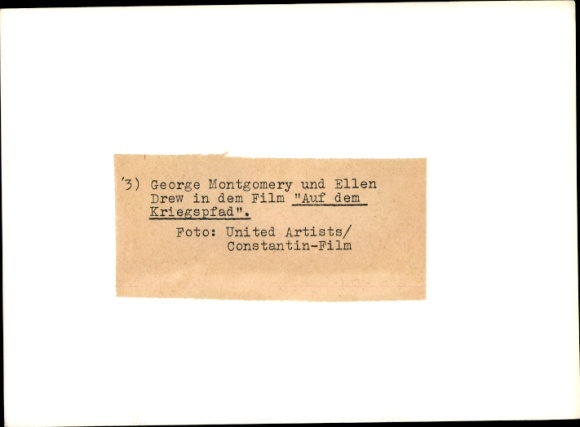 '3) George Montgomery und Ellen
Drew in dem Film "Auf dem
Kriegspfad".
Foto: United Artists/
Constantin-Film